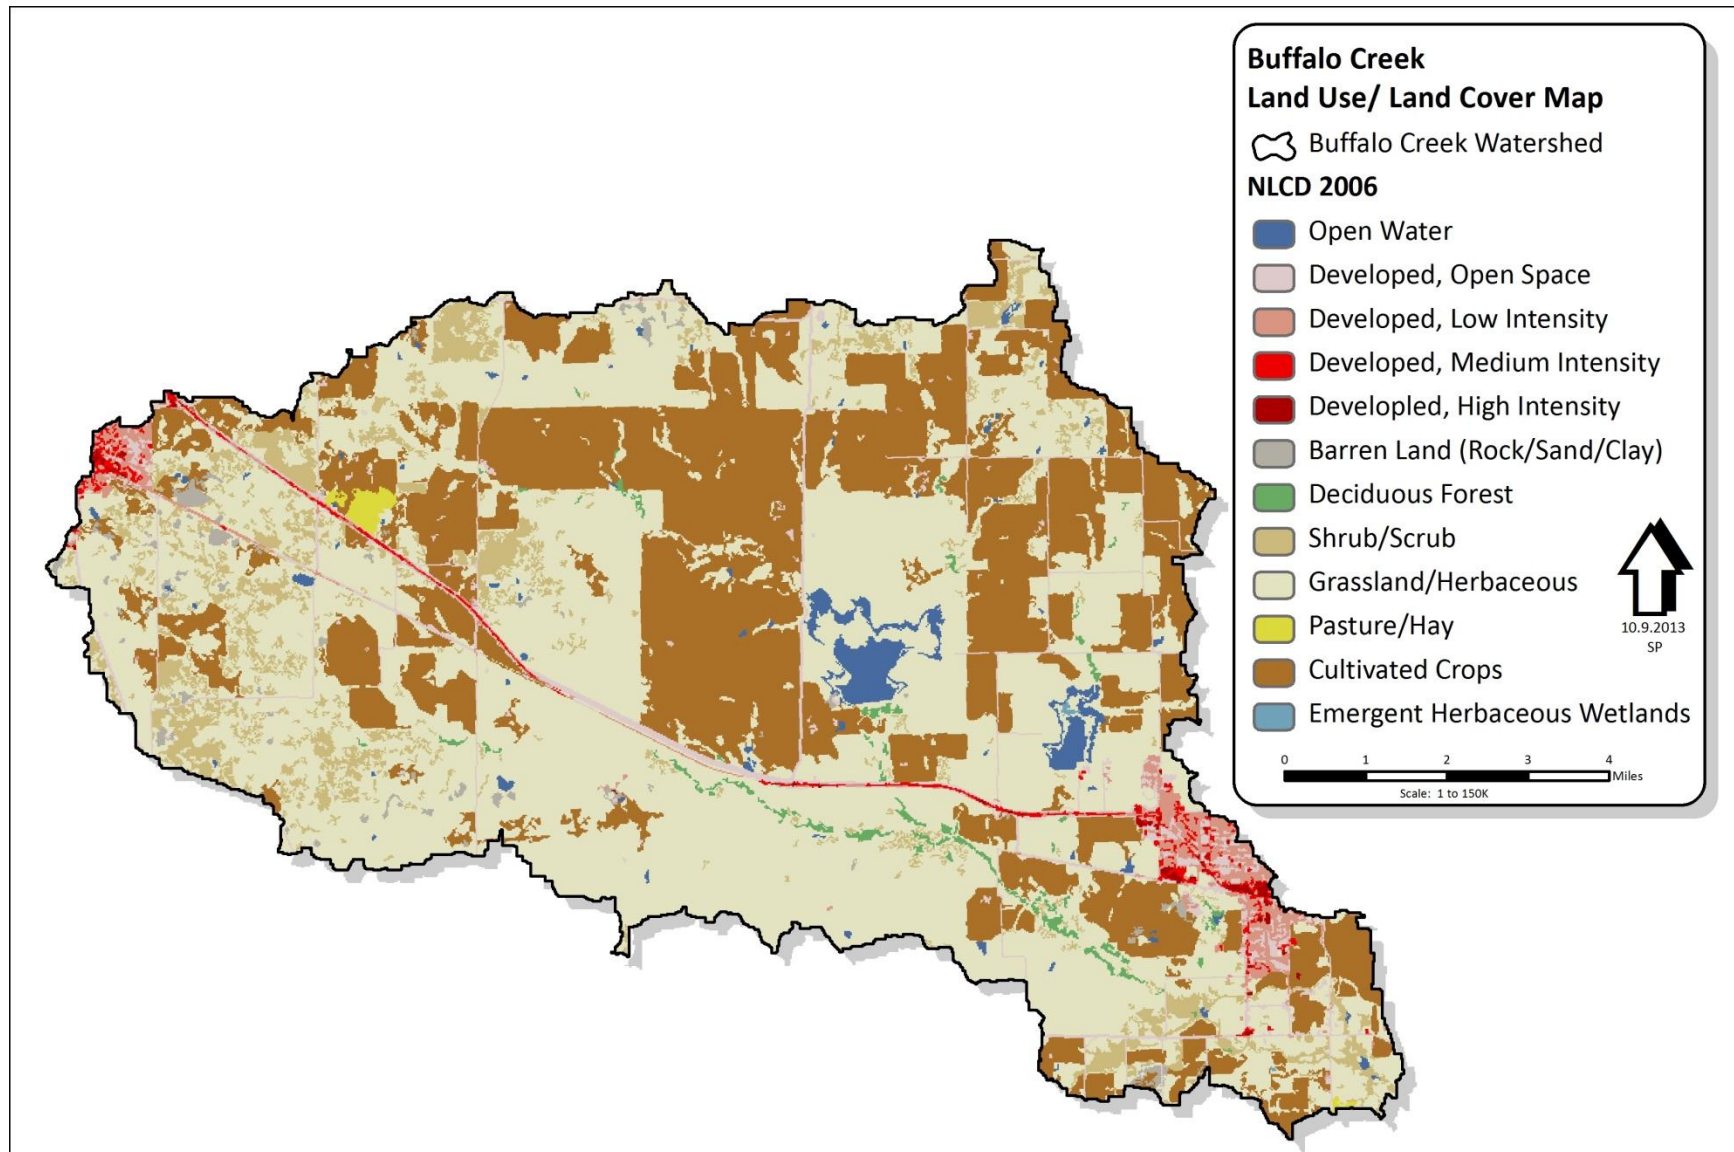 Buffalo Creek
Land Use/ Land Cover Map
Buffalo Creek Watershed
NLCD 2006
Open Water
Developed, Open Space
Developed, Low Intensity
Developed, Medium Intensity
Developled, High Intensity
Barren Land (Rock/Sand/Clay)
Deciduous Forest
Shrub/Scrub
Grassland/Herbaceous
Pasture/Hay
Cultivated Crops
Emergent Herbaceous Wetlands
10.9.2013
SP
0 1 2 3 4
Miles
Scale: 1 to 150K